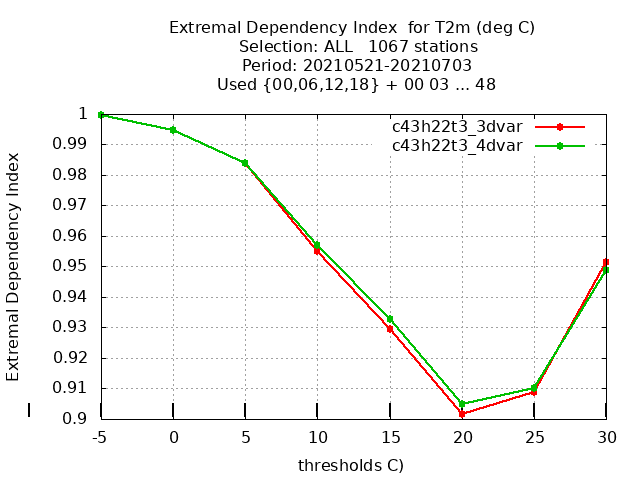 Extremal Dependency Index  for T2m (deg C)
Selection: ALL   1067 stations
Period: 20210521-20210703
Used {00,06,12,18} + 00 03 ... 48
c43h22t3_3dvar
c43h22t3_4dvar
1
0.99
0.98
0.97
0.96
0.95
0.94
0.93
0.92
0.91
0.9
Extremal Dependency Index
-5 0 5 10 15 20 25 30
thresholds C)